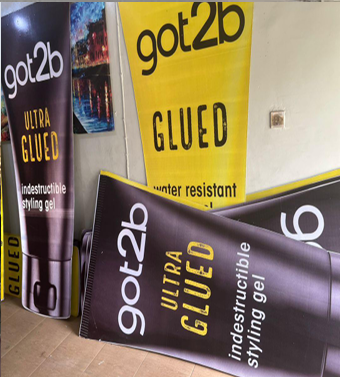 got2b
ULTRA
GLUED
indestructible
styling gel
GLUED
got2b
GLUED
water resistant
got2b
ULTRA
GLUED
indestructible
styling gel